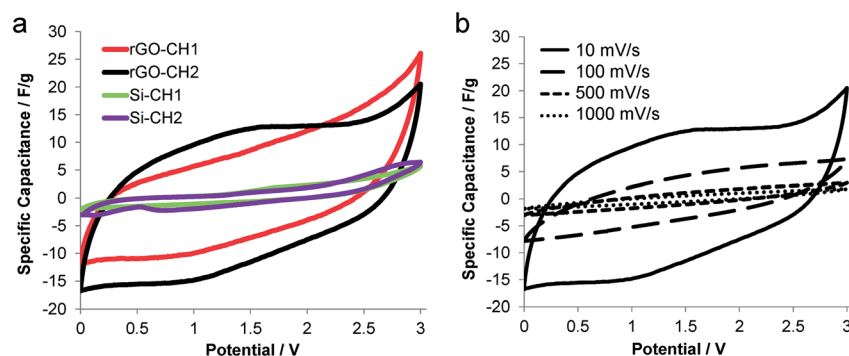 a
Specific Capacitance / F/g
30
25
20
15
10
5
0
-5
-10
-15
-20
rGO-CH1
rGO-CH2
Si-CH1
Si-CH2
0
0.5
1
1.5
2
2.5
3
Potential / V
b
Specific Capacitance / F/g
30
25
20
15
10
5
0
-5
-10
-15
-20
10 mV/s
100 mV/s
500 mV/s
1000 mV/s
0
0.5
1
1.5
2
2.5
3
Potential / V